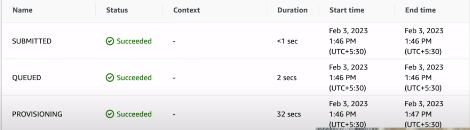 Name Status Context Duration Start time End time
Feb 3, 2023 Feb 3, 2023
SUBMITTED Succeeded - <1 sec 1:46 PM 1:46 PM
(UTC+5:30) (UTC+5:30)
Feb 3, 2023 Feb 3, 2023
QUEUED Succeeded - 2 secs 1:46 PM 1:46 PM
(UTC+5:30) (UTC+5:30)
Feb 3, 2023 Feb 3, 2023
PROVISIONING Succeeded - 32 secs 1:46 PM 1:47 PM
(UTC+5:30) (UTC+5:30)